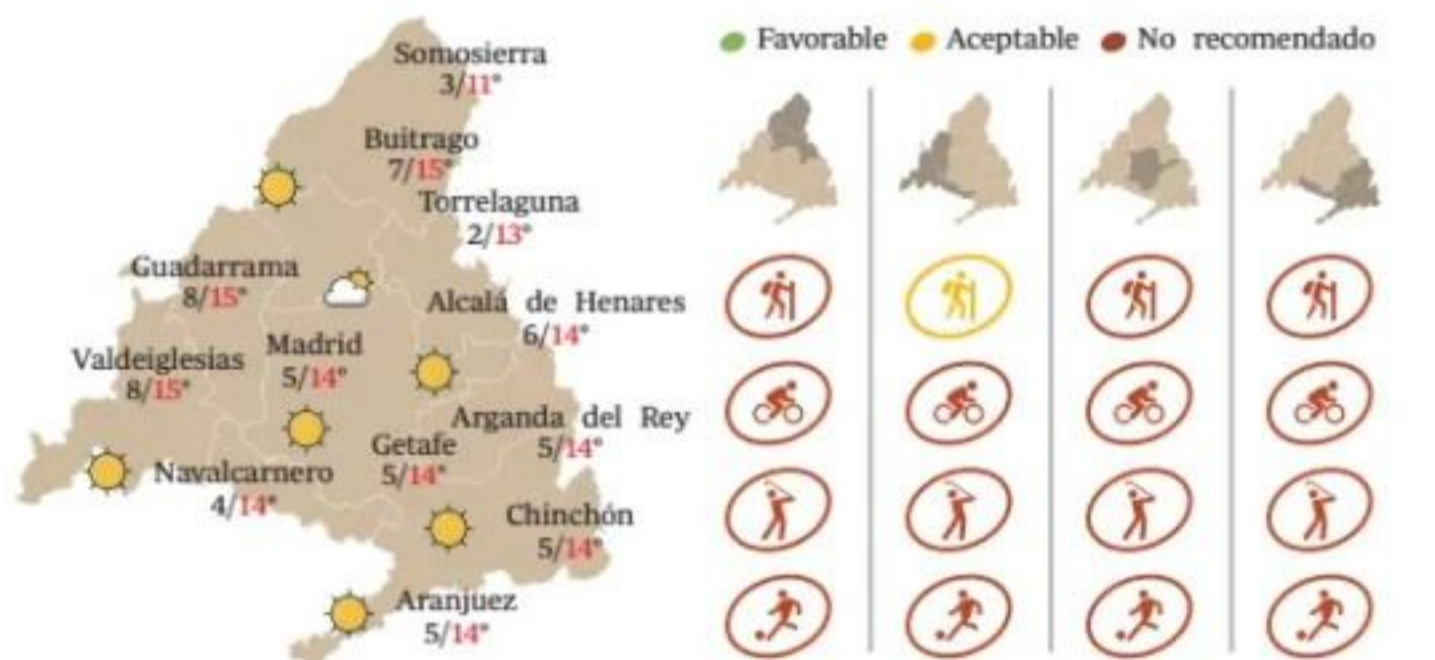 Somosierra
3/11°
Buitrago
7/15°
Torrelaguna
2/13°
Guadarrama
8/15°
Alcalá de Henares
6/14°
Madrid
5/14°
Valdeiglesias
8/15°
Arganda del Rey
5/14°
Getafe
5/14°
Navalcarnero
4/14°
Chinchón
5/14°
Aranjuez
5/14°
Favorable Aceptable No recomendado